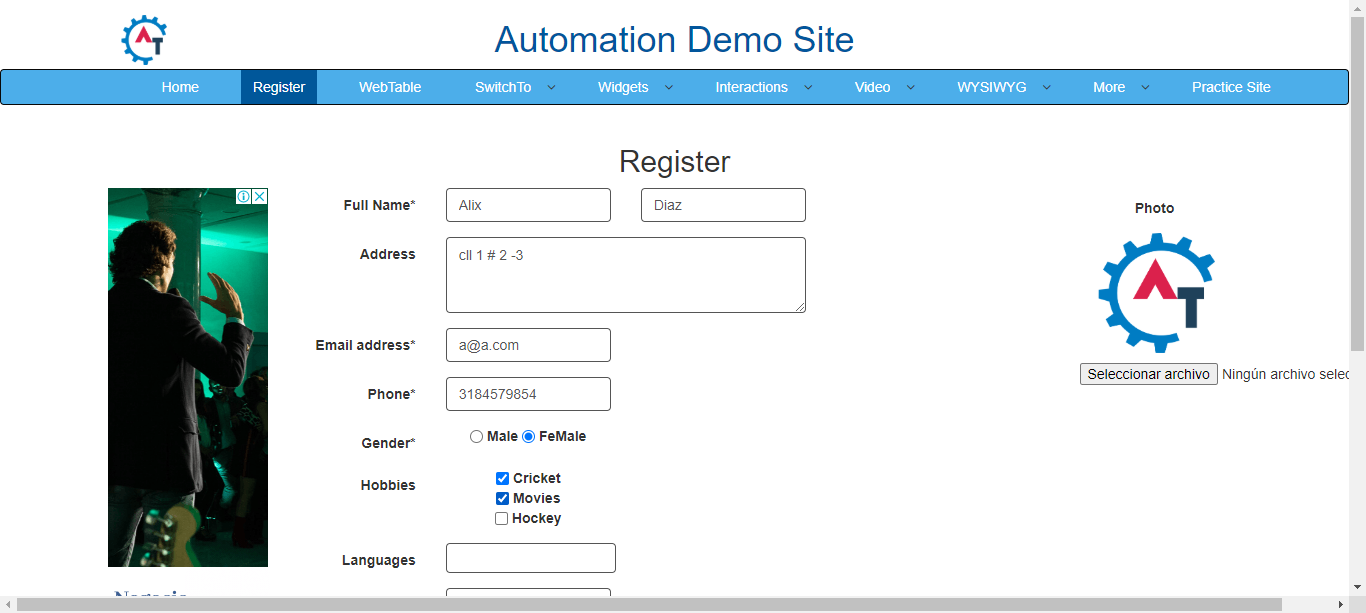 Automation Demo Site
Home Register WebTable SwitchTo Widgets Interactions Video WYSIWYG More Practice Site
Register
Full Name* Alix Diaz
Photo
Address cll 1 # 2 -3
Email address* a@a.com
Seleccionar archivo Ningún archivo selec
Phone* 3184579854
Gender* Male FeMale
Hobbies Cricket
Movies
Hockey
Languages